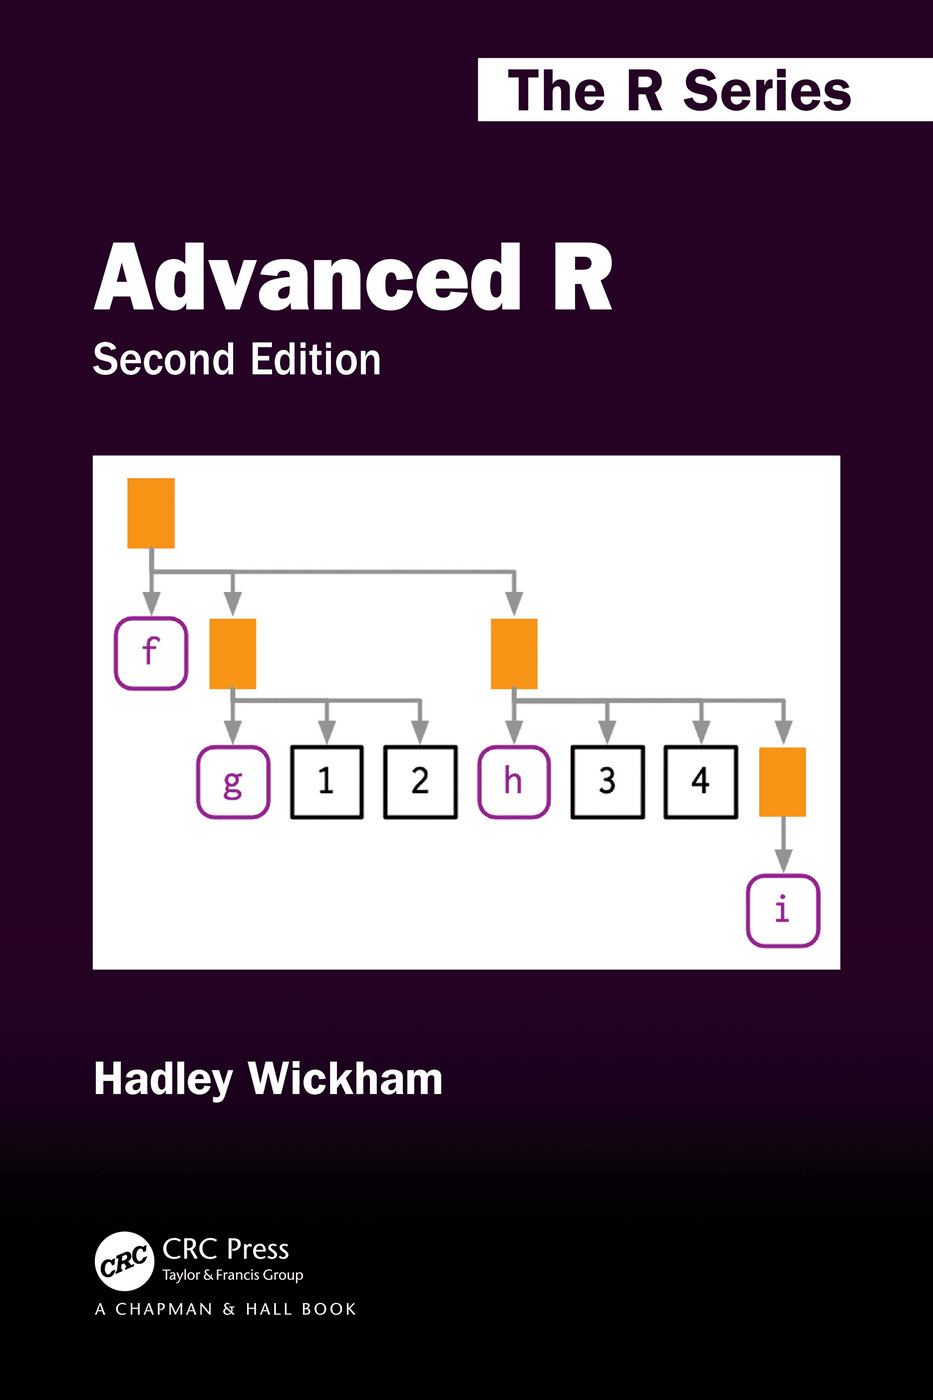 The R Series
Advanced R
Second Edition
f
g 1 2 h 3 4
i
Hadley Wickham
CRC CRC Press
Taylor & Francis Group
A CHAPMAN & HALL BOOK